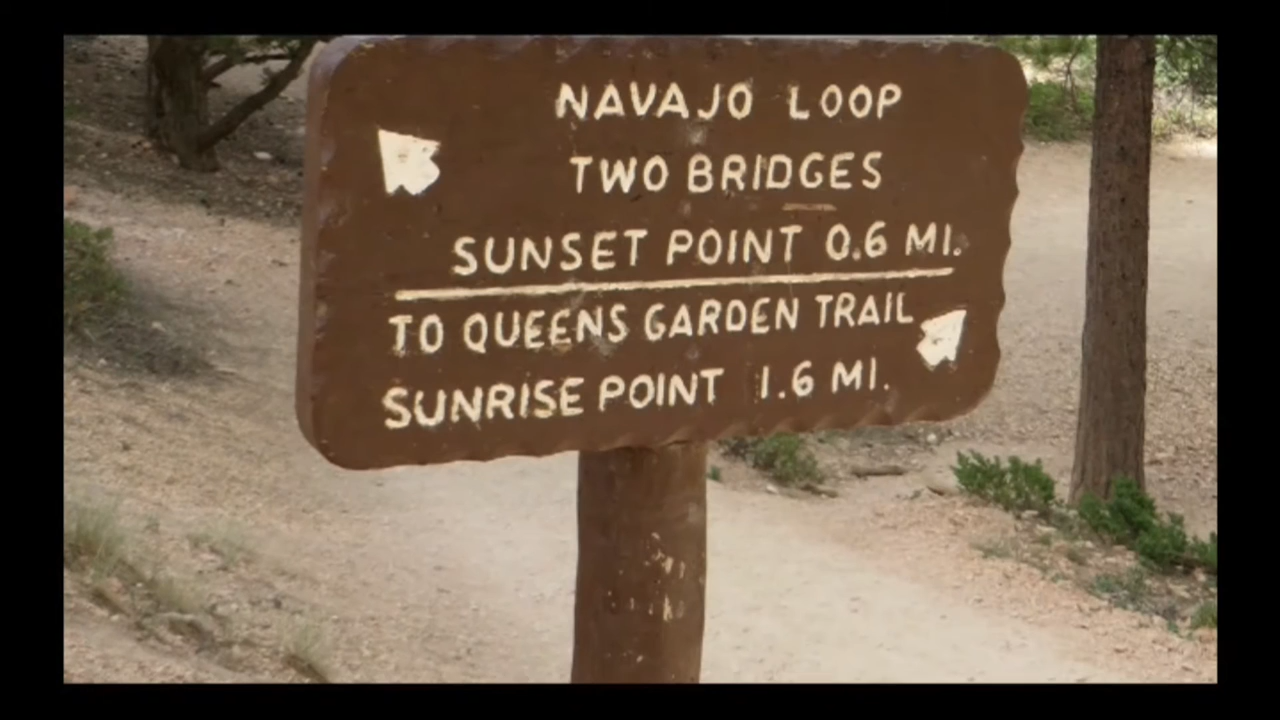 NAVAJO LOOP
TWO BRIDGES
SUNSET POINT 0.6 MI.
TO QUEENS GARDEN TRAIL
SUNRISE POINT 1.6 MI.